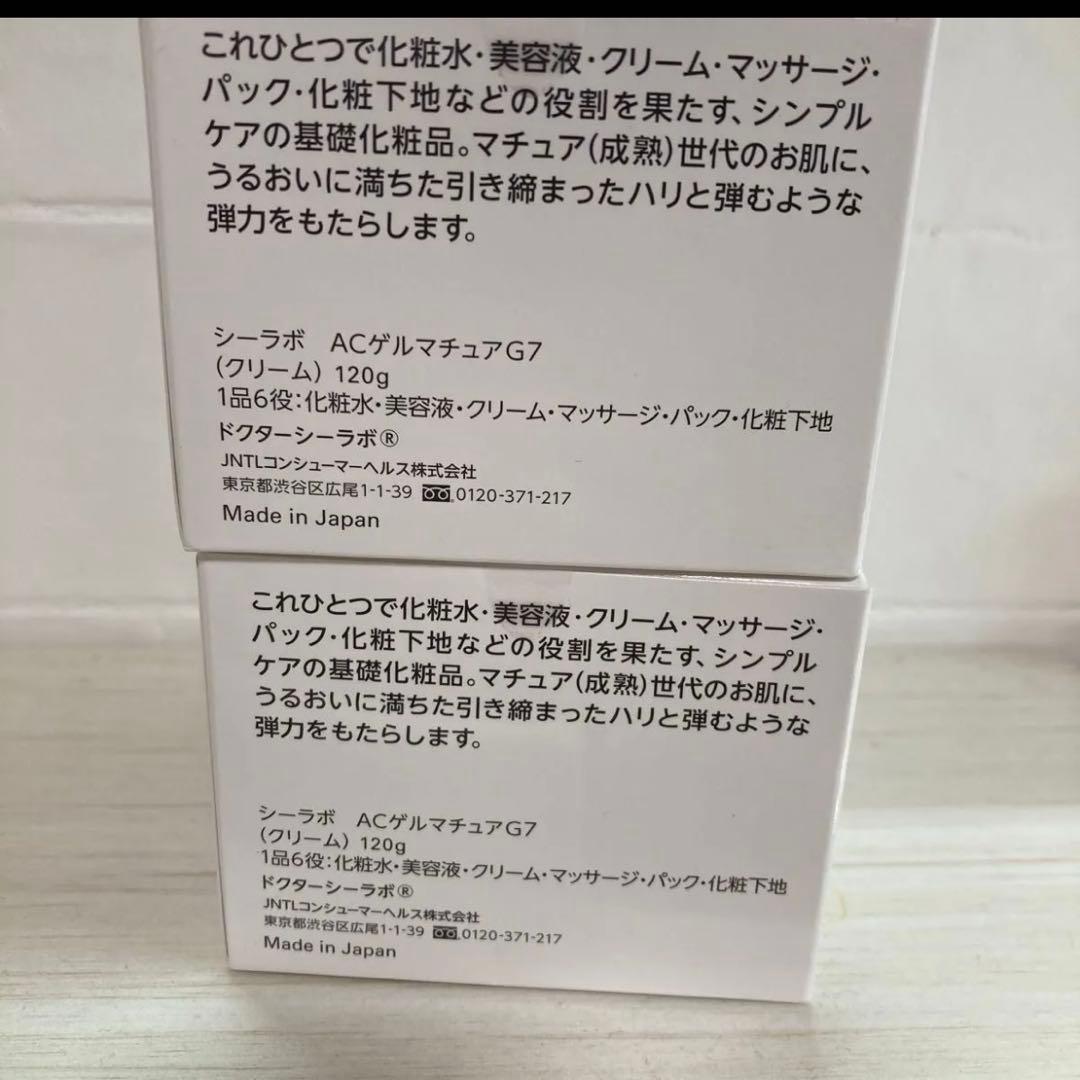 これひとつで化粧水・美容液・クリーム・マッサージ・
パック・化粧下地などの役割を果たす、シンプル
ケアの基礎化粧品。マチュア(成熟)世代のお肌に、
うるおいに満ちた引き締まったハリと弾むような
弾力をもたらします。
シーラボ ACゲルマチュアG7
(クリーム) 120g
1品6役:化粧水・美容液・クリーム・マッサージ・パック・化粧下地
ドクターシーラボ®
JNTLコンシューマーヘルス株式会社
東京都渋谷区広尾1-1-39 0120-371-217
Made in Japan
これひとつで化粧水・美容液・クリーム・マッサージ・
パック・化粧下地などの役割を果たす、シンプル
ケアの基礎化粧品。マチュア(成熟)世代のお肌に、
うるおいに満ちた引き締まったハリと弾むような
弾力をもたらします。
シーラボ ACゲルマチュアG7
(クリーム) 120g
1品6役:化粧水・美容液・クリーム・マッサージ・パック・化粧下地
ドクターシーラボ®
JNTLコンシューマーヘルス株式会社
東京都渋谷区広尾1-1-39 0120-371-217
Made in Japan